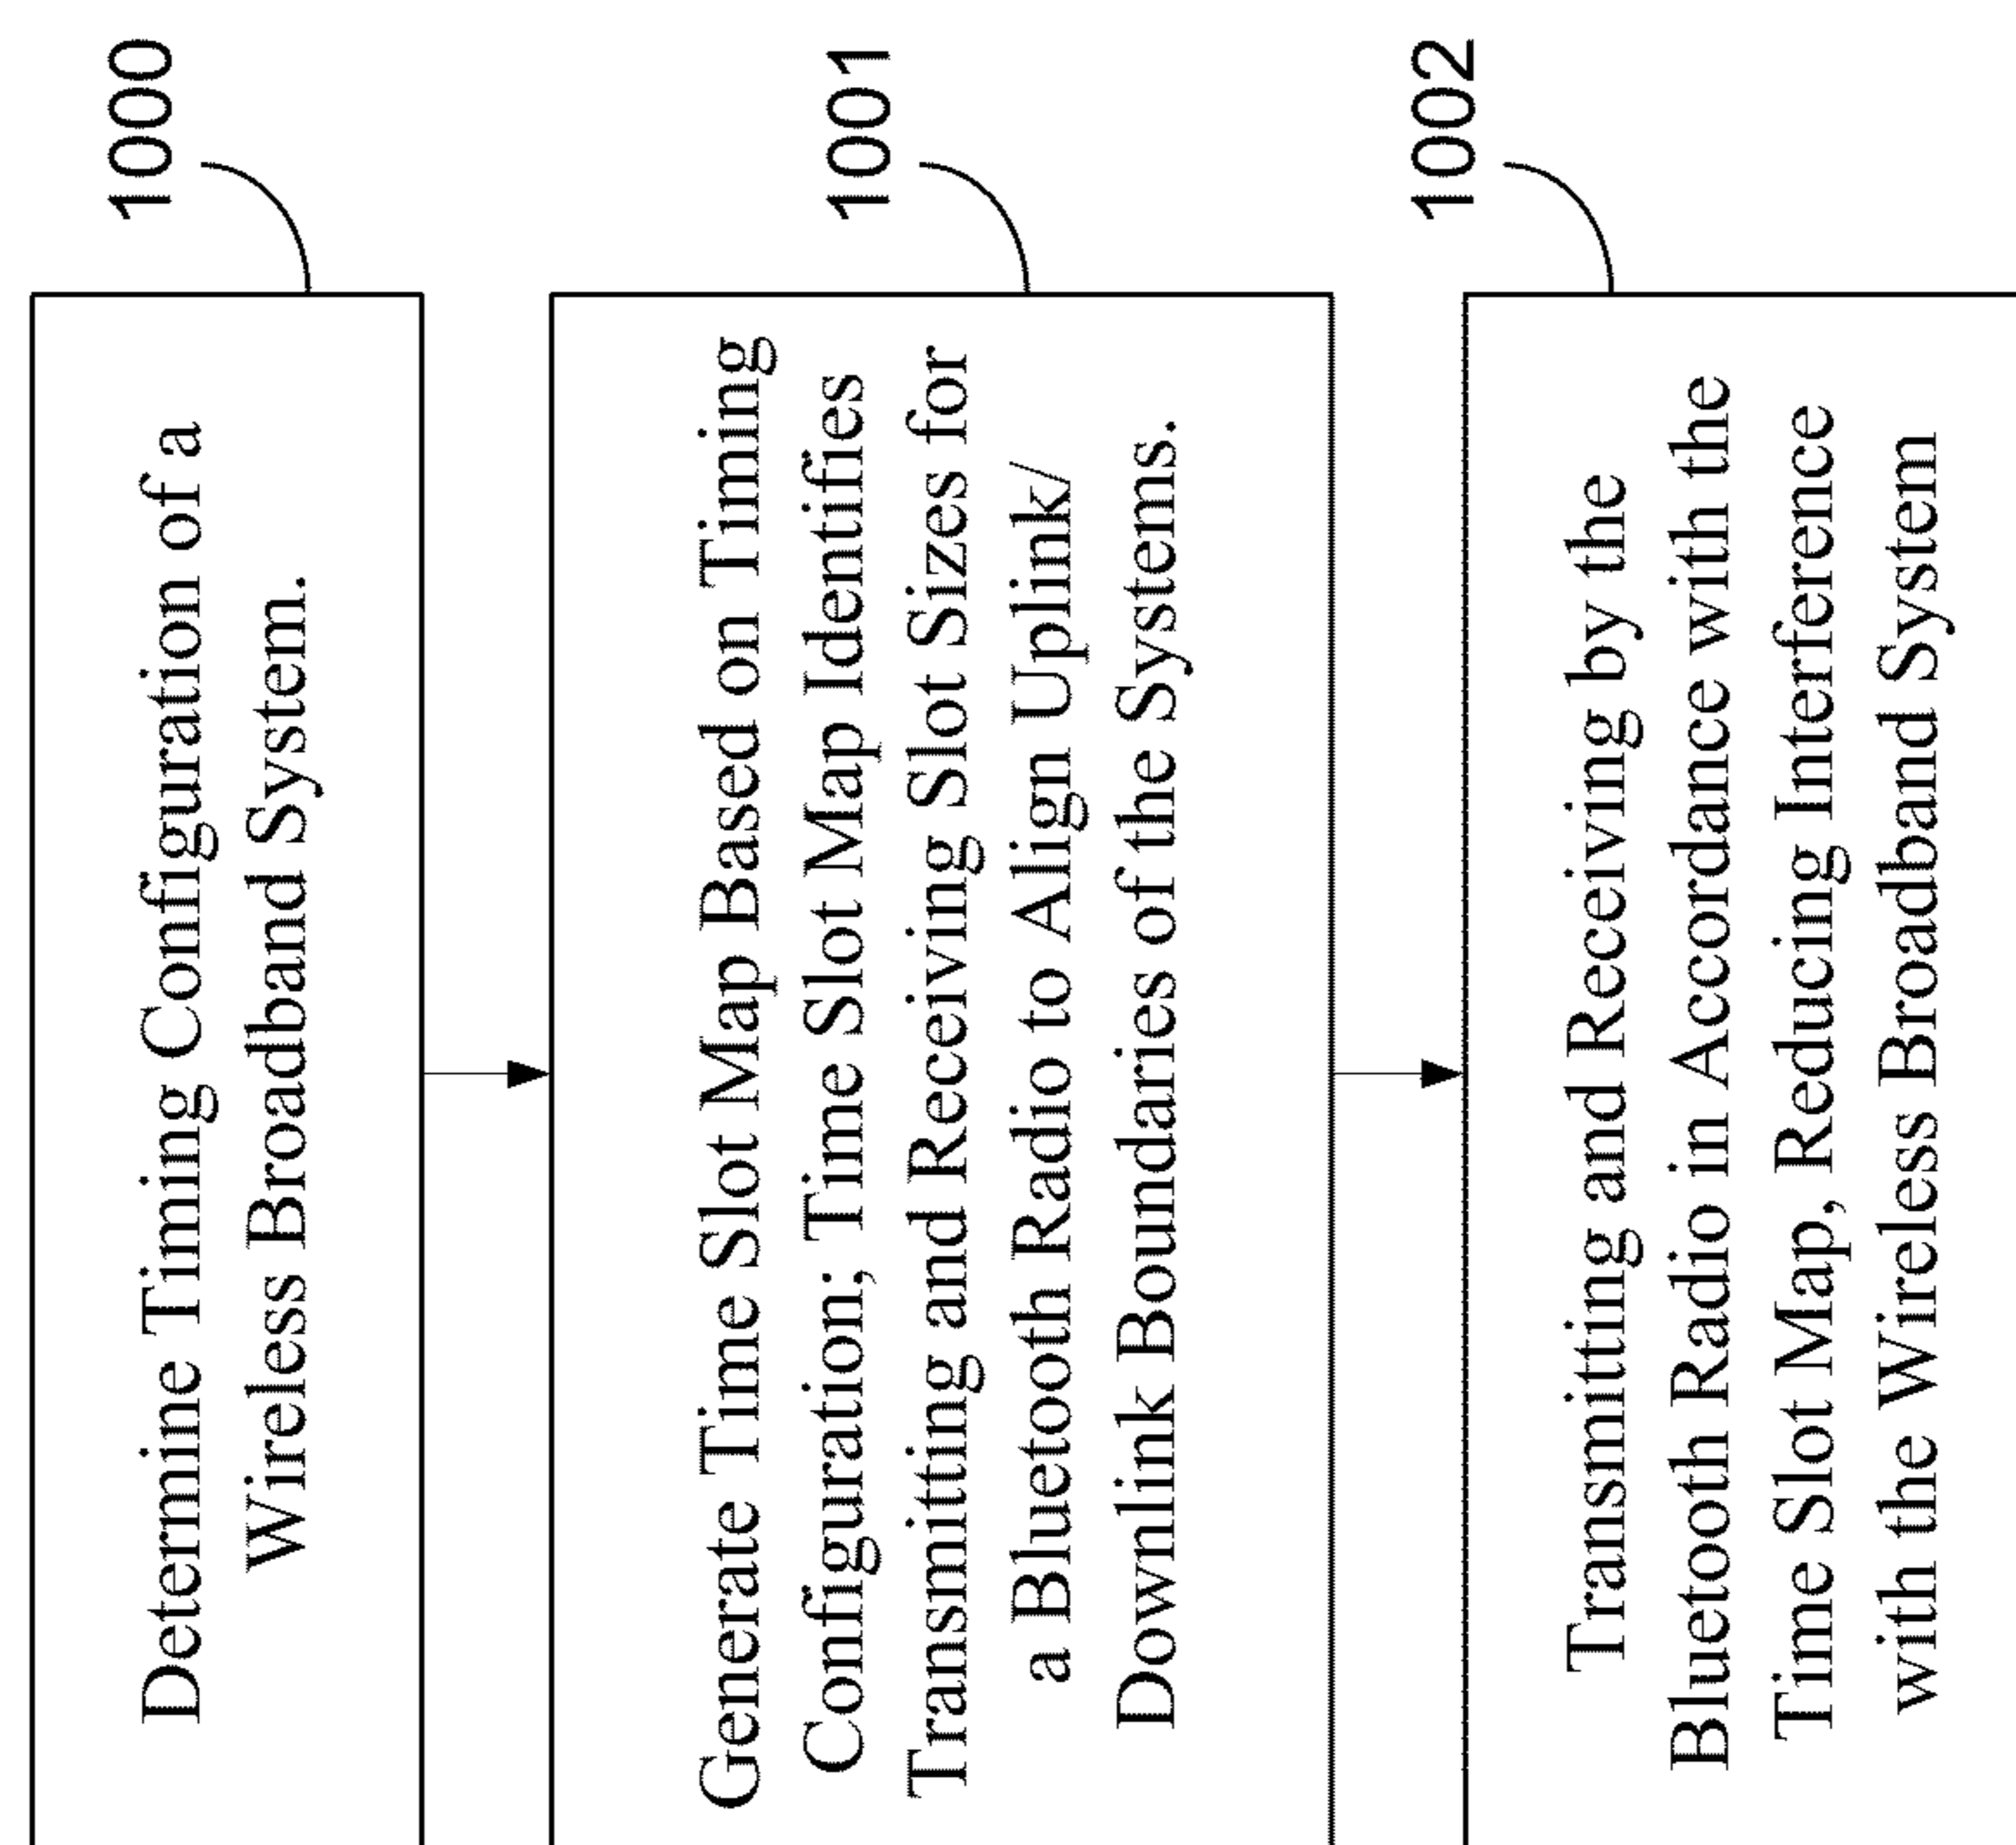 1000
Determine Timing Configuration of a
Wireless Broadband System.
1001
Generate Time Slot Map Based on Timing
Configuration; Time Slot Map Identifies
Transmitting and Receiving Slot Sizes for
a Bluetooth Radio to Align Uplink/
Downlink Boundaries of the Systems.
1002
Transmitting and Receiving by the
Bluetooth Radio in Accordance with the
Time Slot Map, Reducing Interference
with the Wireless Broadband System